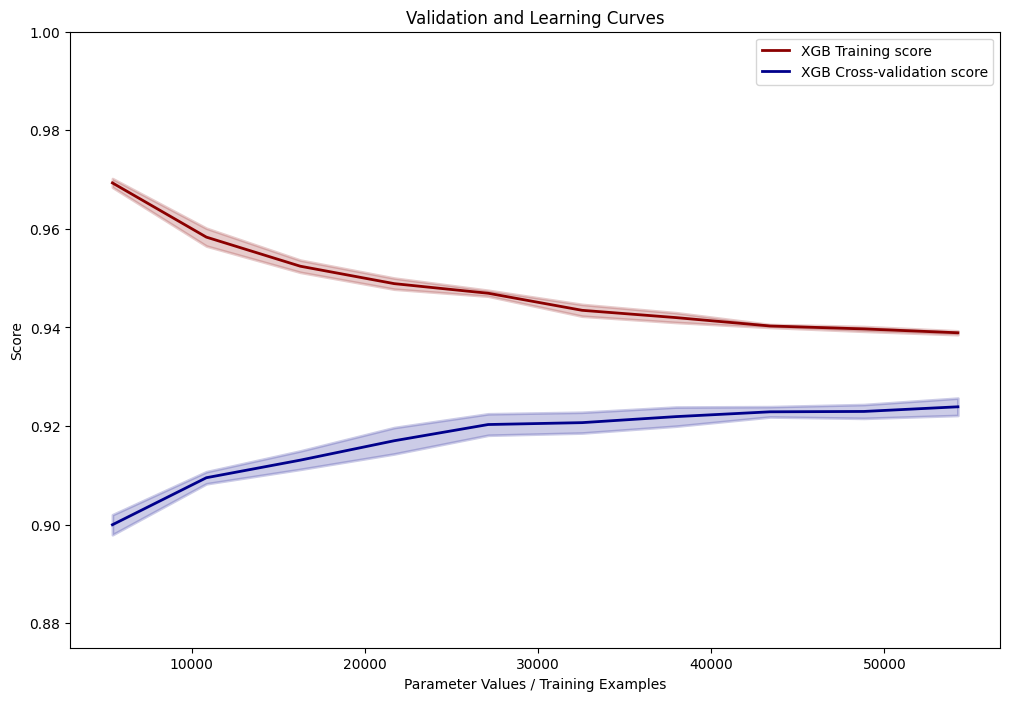 Validation and Learning Curves
1.00
0.98
0.96
0.94
0.92
0.90
0.88
Score
XGB Training score
XGB Cross-validation score
10000
20000
30000
40000
50000
Parameter Values / Training Examples